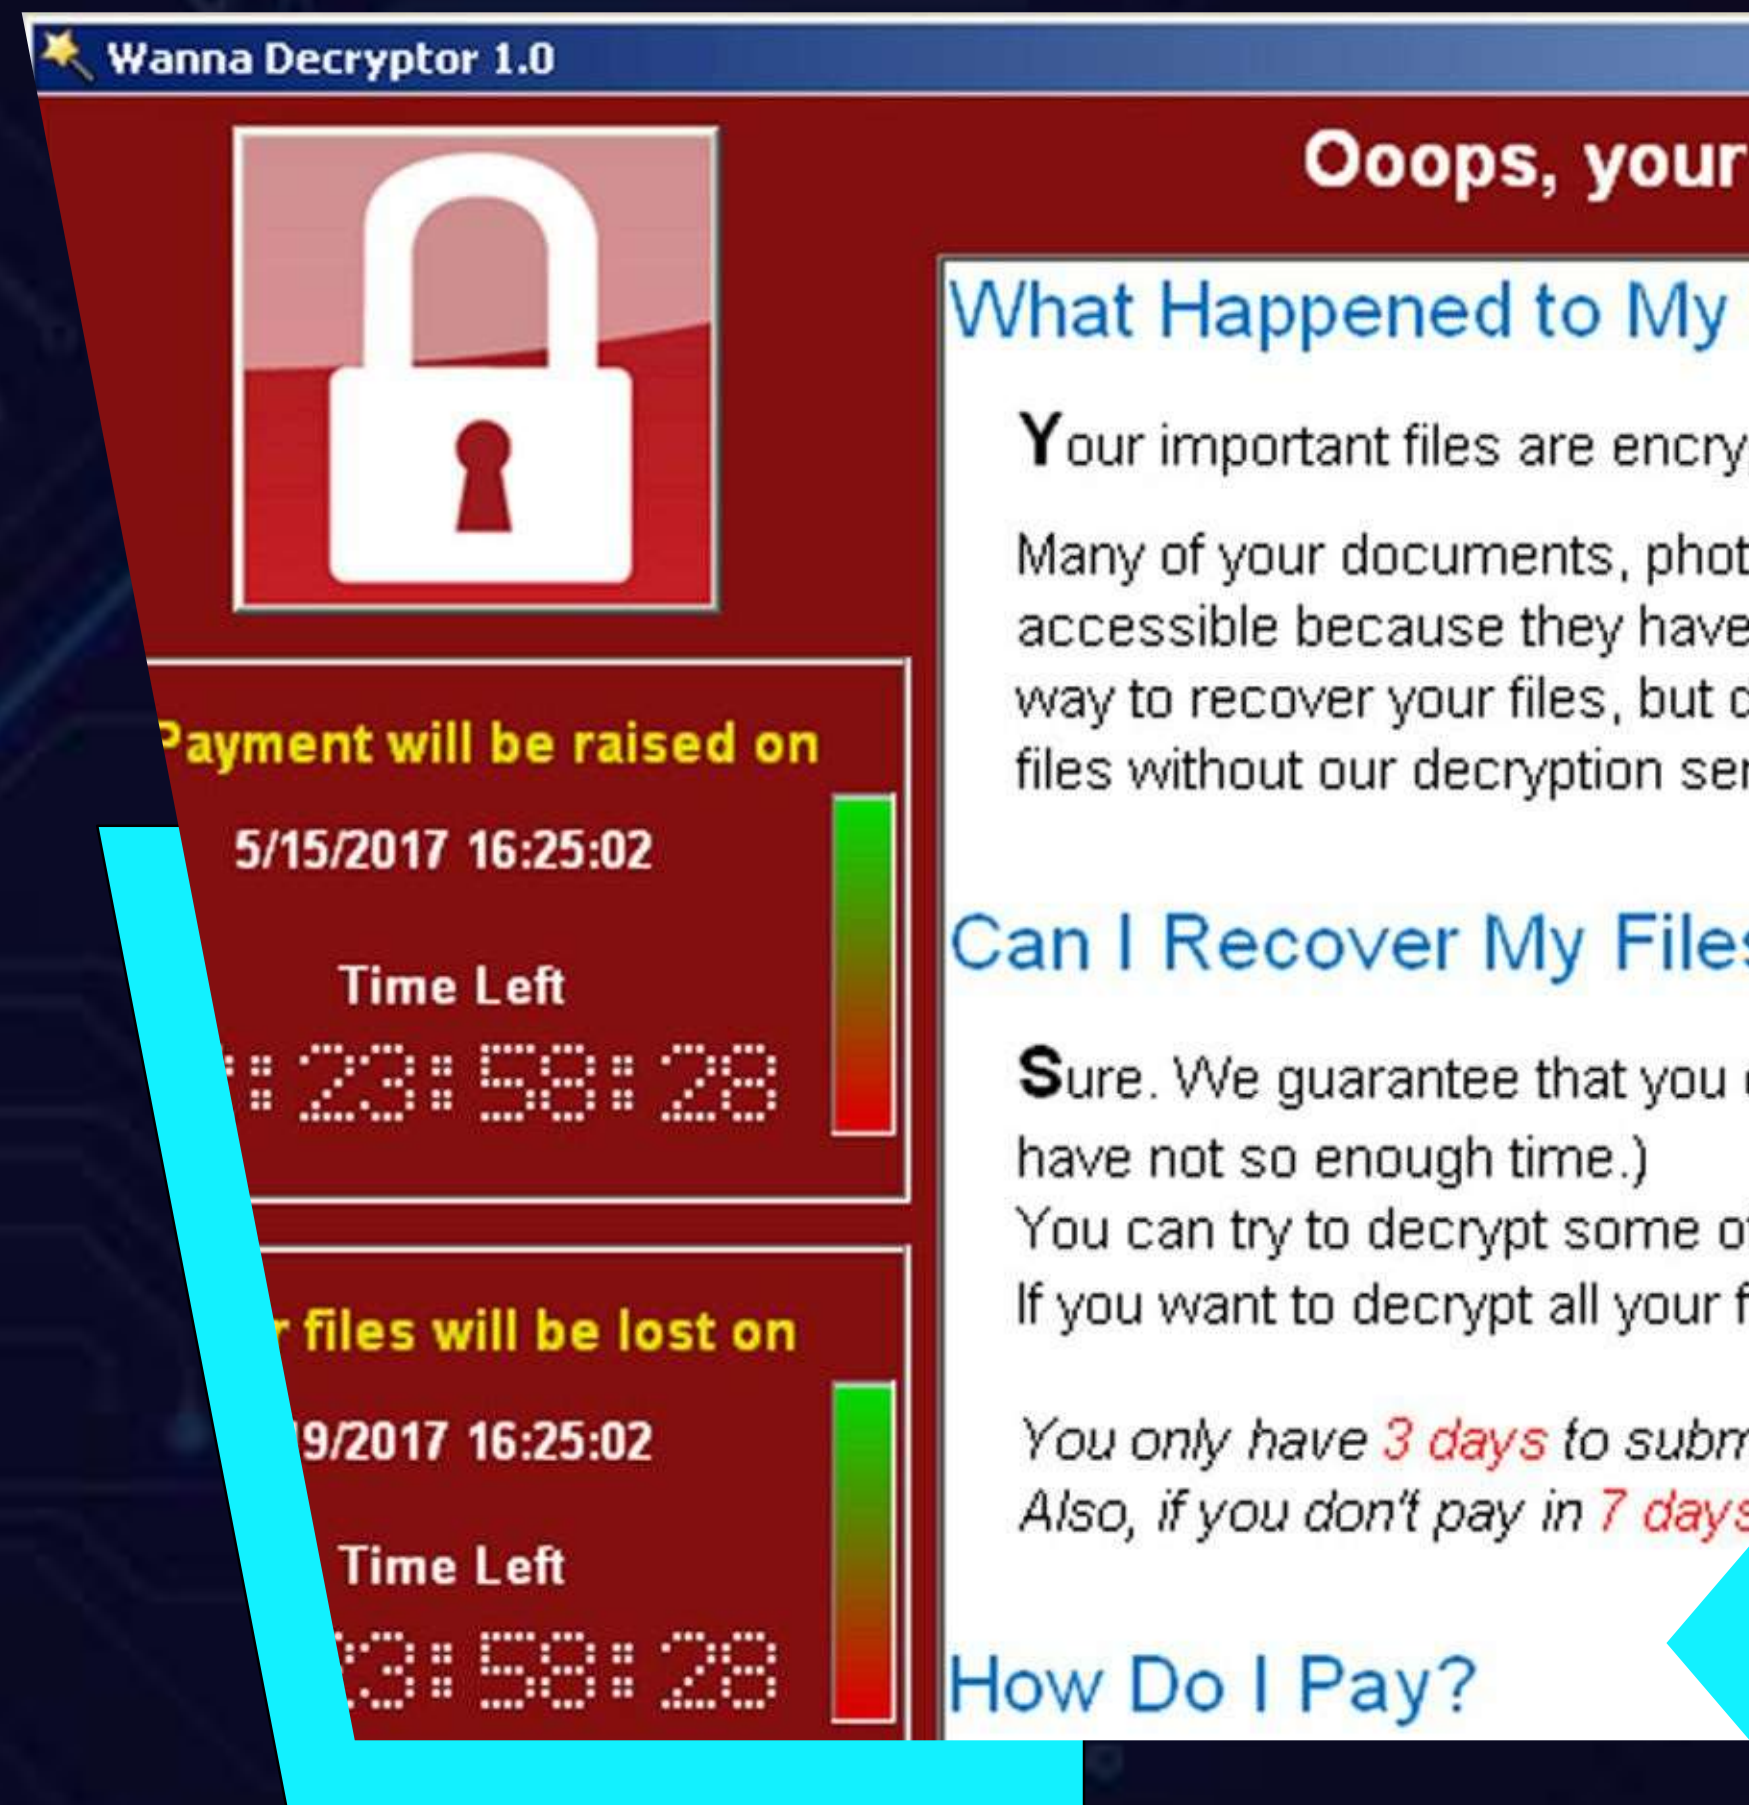 Wanna Decryptor 1.0
Ooops, your
What Happened to My
Your important files are encry
Many of your documents, phot
accessible because they have
way to recover your files, but
files without our decryption ser
Payment will be raised on
5/15/2017 16:25:02
Time Left
:23:58:28
Can I Recover My Files
Sure. We guarantee that you
have not so enough time.)
You can try to decrypt some of
If you want to decrypt all your f
You only have 3 days to subm
Also, if you don't pay in 7 days
files will be lost on
9/2017 16:25:02
Time Left
3:58:28
How Do I Pay?